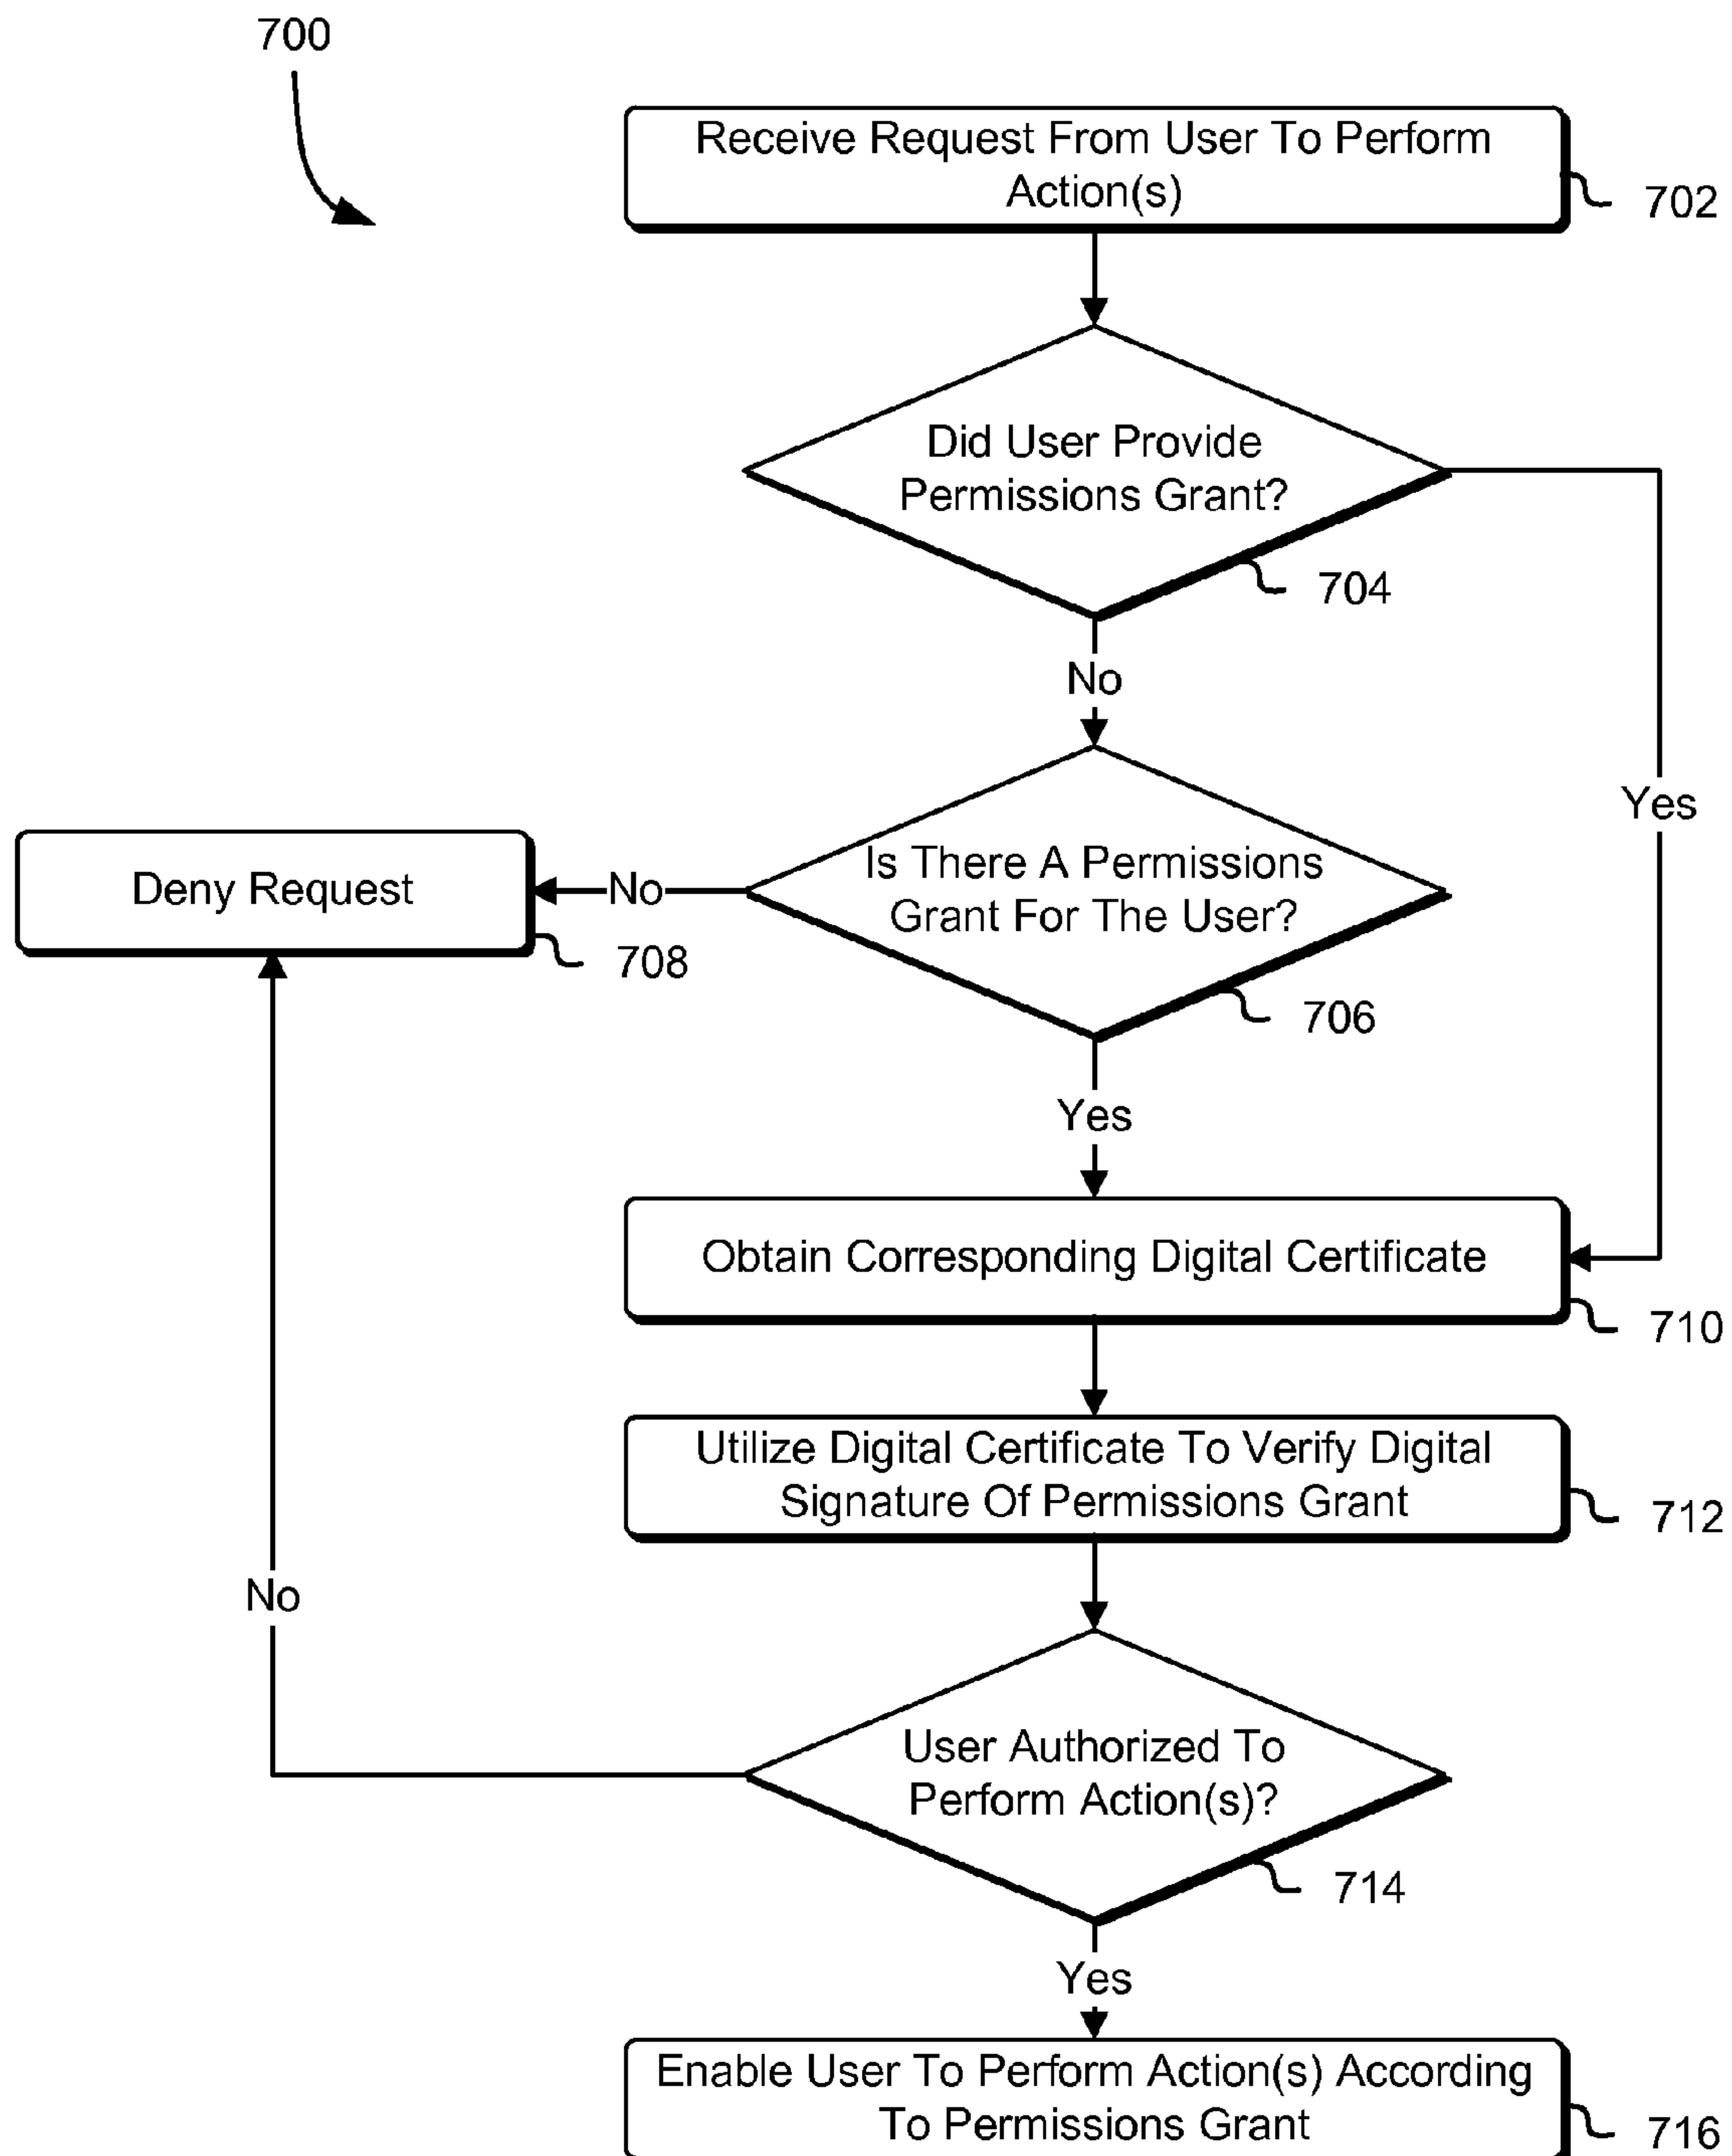 700
Receive Request From User To Perform
Action(s)
702
Did User Provide
Permissions Grant?
704
No
Yes
Is There A Permissions
Grant For The User?
706
No
Deny Request
708
Yes
Obtain Corresponding Digital Certificate
710
Utilize Digital Certificate To Verify Digital
Signature Of Permissions Grant
712
No
User Authorized To
Perform Action(s)?
714
Yes
Enable User To Perform Action(s) According
To Permissions Grant
716